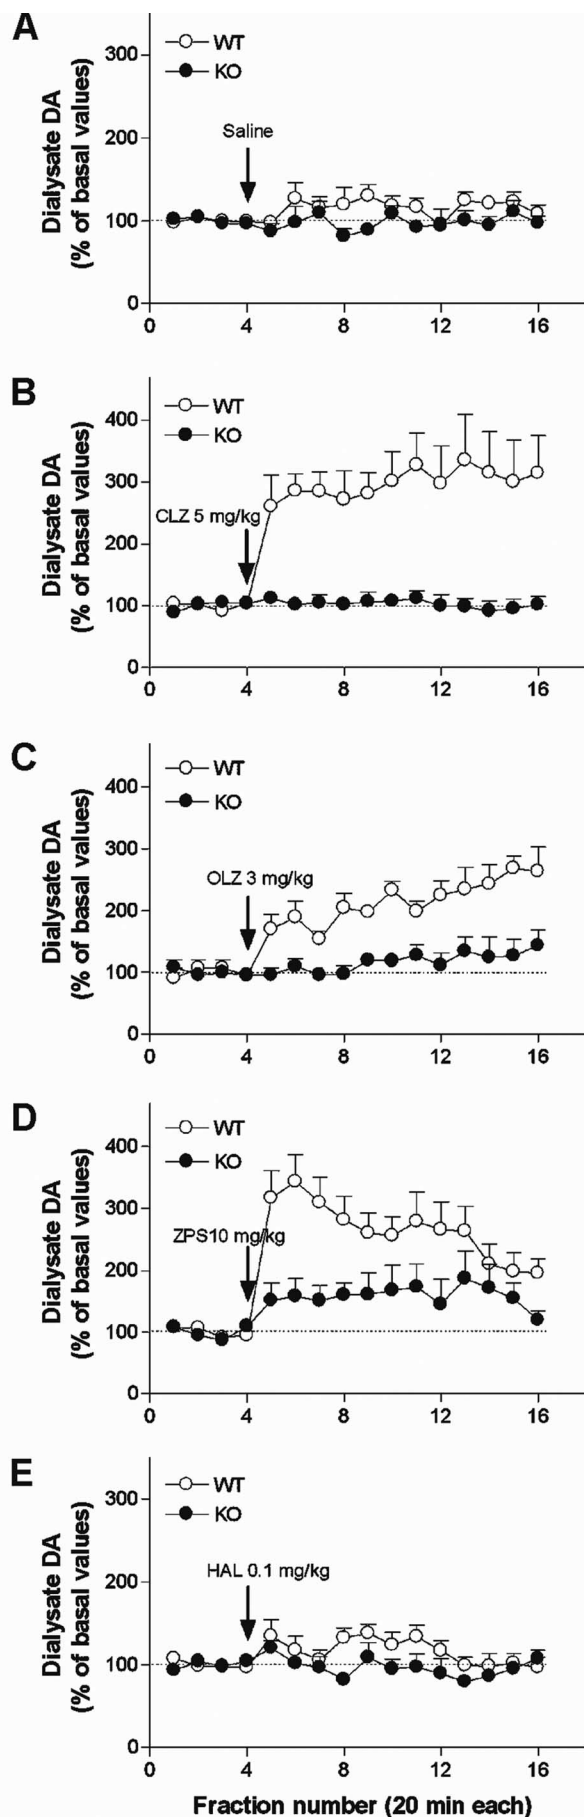 A
Dialysate DA
(% of basal values)
300
200
100
0
WT
KO
Saline
0 4 8 12 16
B
Dialysate DA
(% of basal values)
400
300
200
100
0
WT
KO
CLZ 5 mg/kg
0 4 8 12 16
C
Dialysate DA
(% of basal values)
400
300
200
100
0
WT
KO
OLZ 3 mg/kg
0 4 8 12 16
D
Dialysate DA
(% of basal values)
400
300
200
100
0
WT
KO
ZPS10 mg/kg
0 4 8 12 16
E
Dialysate DA
(% of basal values)
300
200
100
0
WT
KO
HAL 0.1 mg/kg
0 4 8 12 16
Fraction number (20 min each)